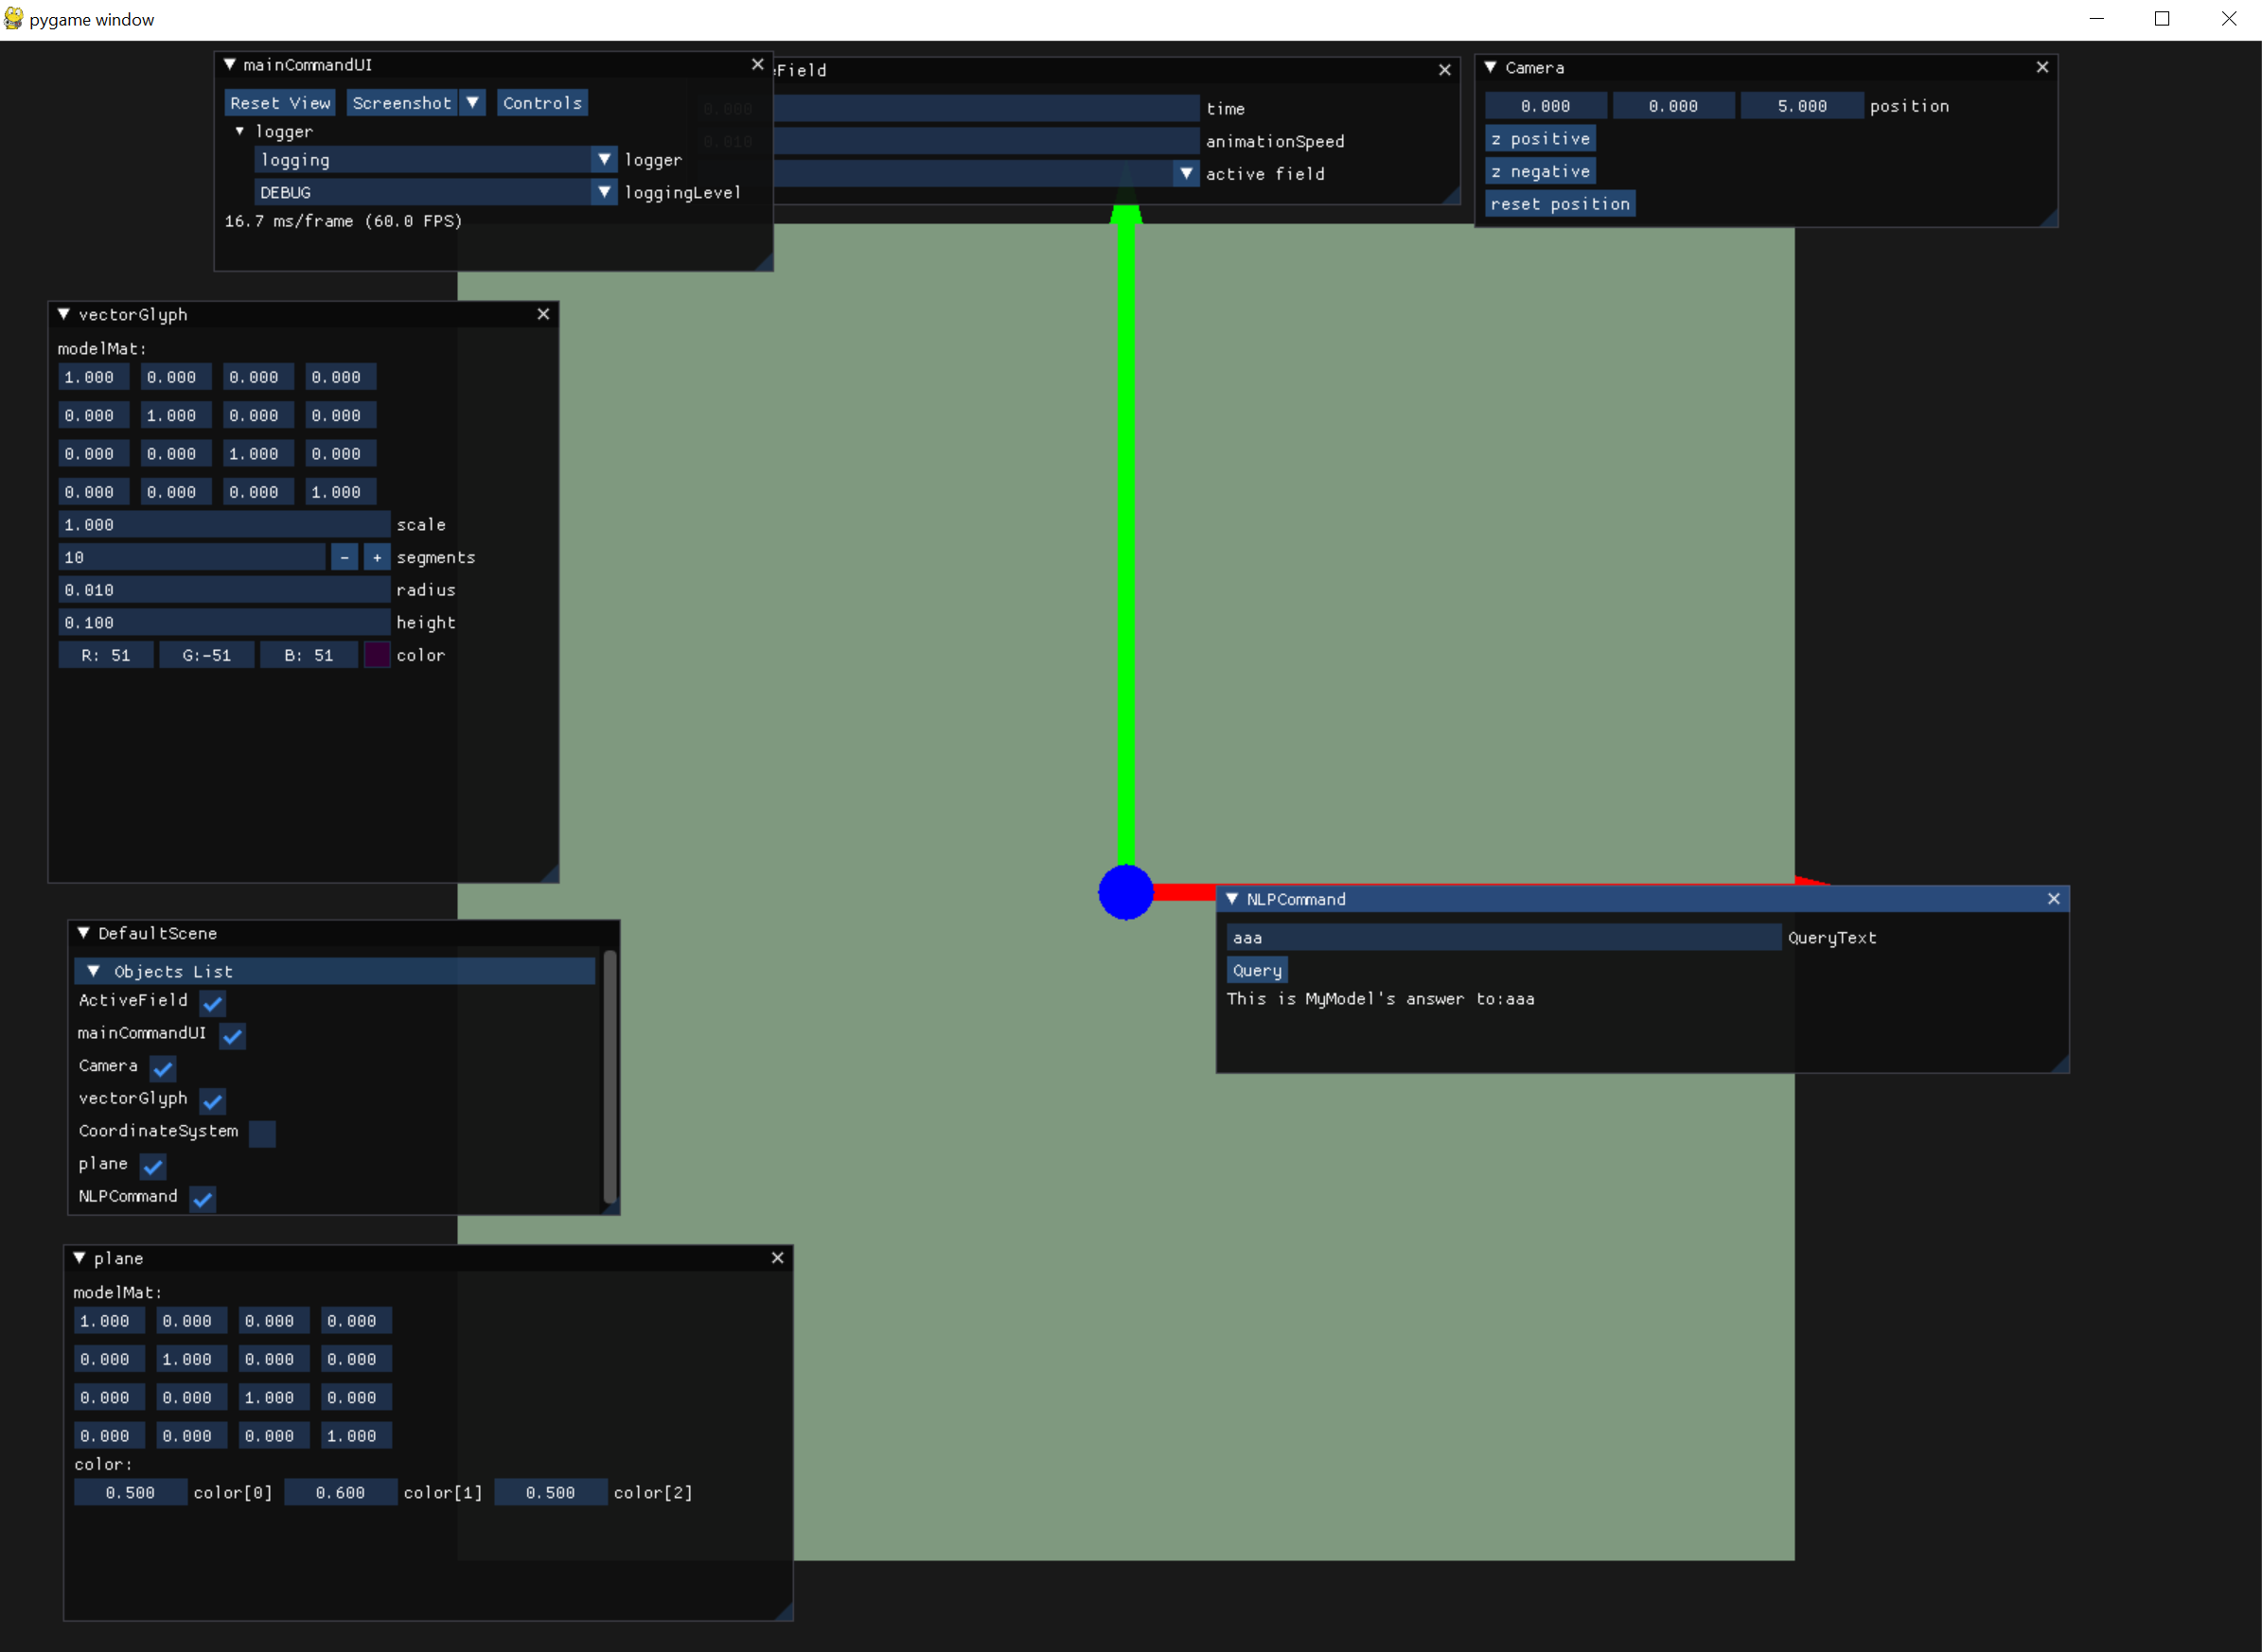 pygame window
mainCommandUI
Reset View Screenshot Controls
logger
logging logger
DEBUG loggingLevel
16.7 ms/frame (60.0 FPS)
eField
0.000 time
0.010 animationSpeed
active field
Camera
0.000 0.000 5.000 position
z positive
z negative
reset position
vectorGlyph
modelMat:
1.000 0.000 0.000 0.000
0.000 1.000 0.000 0.000
0.000 0.000 1.000 0.000
0.000 0.000 0.000 1.000
1.000 scale
10 - + segments
0.010 radius
0.100 height
R: 51 G:-51 B: 51 color
NLPCommand
aaa QueryText
Query
This is MyModel's answer to:aaa
DefaultScene
Objects List
ActiveField
mainCommandUI
Camera
vectorGlyph
CoordinateSystem
plane
NLPCommand
plane
modelMat:
1.000 0.000 0.000 0.000
0.000 1.000 0.000 0.000
0.000 0.000 1.000 0.000
0.000 0.000 0.000 1.000
color:
0.500 color[0] 0.600 color[1] 0.500 color[2]